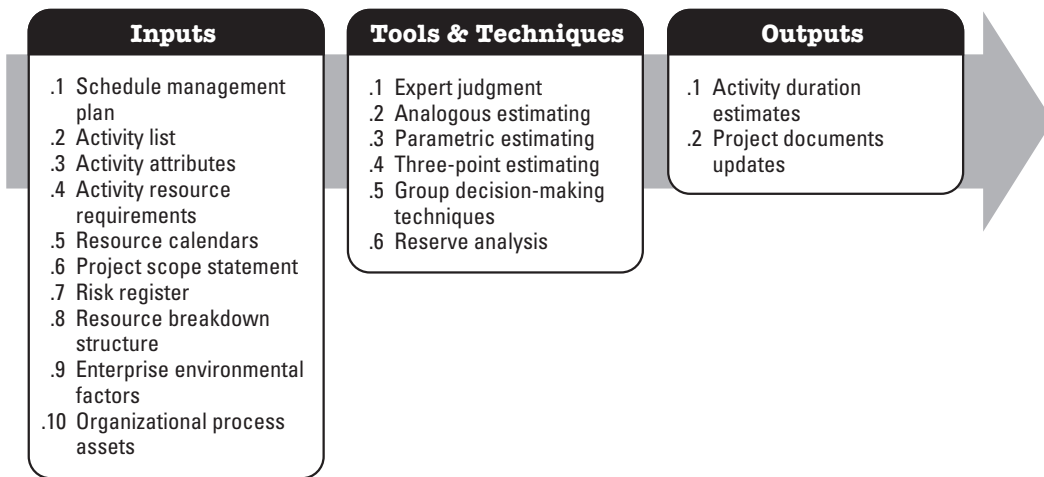 Inputs
.1 Schedule management
plan
.2 Activity list
.3 Activity attributes
.4 Activity resource
requirements
.5 Resource calendars
.6 Project scope statement
.7 Risk register
.8 Resource breakdown
structure
.9 Enterprise environmental
factors
.10 Organizational process
assets
Tools & Techniques
.1 Expert judgment
.2 Analogous estimating
.3 Parametric estimating
.4 Three-point estimating
.5 Group decision-making
techniques
.6 Reserve analysis
Outputs
.1 Activity duration
estimates
.2 Project documents
updates